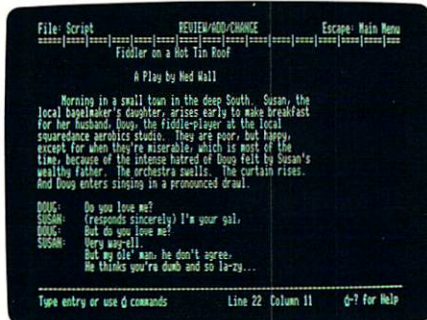 File: Script REVIEW/ADD/CHANGE Escape: Main Menu
Fiddler on a Hot Tin Roof
A Play by Ned Wall
Morning in a small town in the deep South. Susan, the
local bagelmaker's daughter, arises early to make breakfast
for her husband, Doug, the fiddle-player at the local
squaredance aerobics studio. They are poor, but happy,
except for when they're miserable, which is most of the
time, because of the intense hatred of Doug felt by Susan's
wealthy father. The orchestra swells. The curtain rises.
And Doug enters singing in a pronounced drawl.
DOUG: Do you love me?
SUSAN: (responds sincerely) I'm your gal,
DOUG: But do you love me?
SUSAN: Very way-ell.
But my ole' man, he don't agree,
He thinks you'ra dumb and so la-zy...
Type entry or use commands Line 22 Column 11 -? for Help